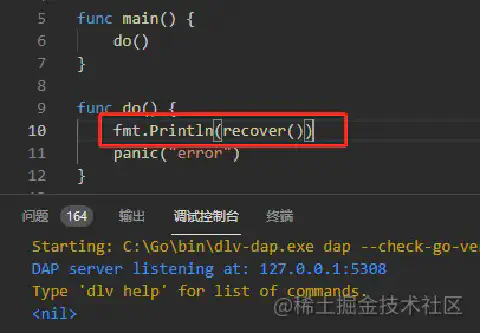 5 func main() {
6 do()
7 }
8
9 func do() {
10 fmt.Println(recover())
11 panic("error")
12 }
问题 164 输出 调试控制台 终端
Starting: C:\Go\bin\dlv-dap.exe dap --check-go-ve
DAP server listening at: 127.0.0.1:5308
Type 'dlv help' for list of commands.
<nil>
@稀土掘金技术社区